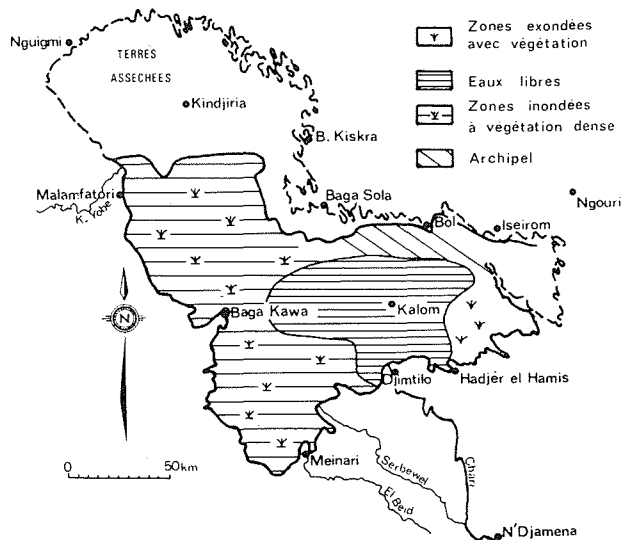 Nguigmi
TERRES
ASSECHEES
Kindjiria
B. Kiskra
Malamfatori
K. Yobe
Baga Sola
Bol
Iseirom
Ngouri
N
Baga Kawa
Kalom
Djimtilo
Hadjer el Hamis
Meinari
Serbewel
El Beïd
Chari
N'Djamena
0 50km
Zones exondées
avec végétation
Eaux libres
Zones inondées
à végétation dense
Archipel